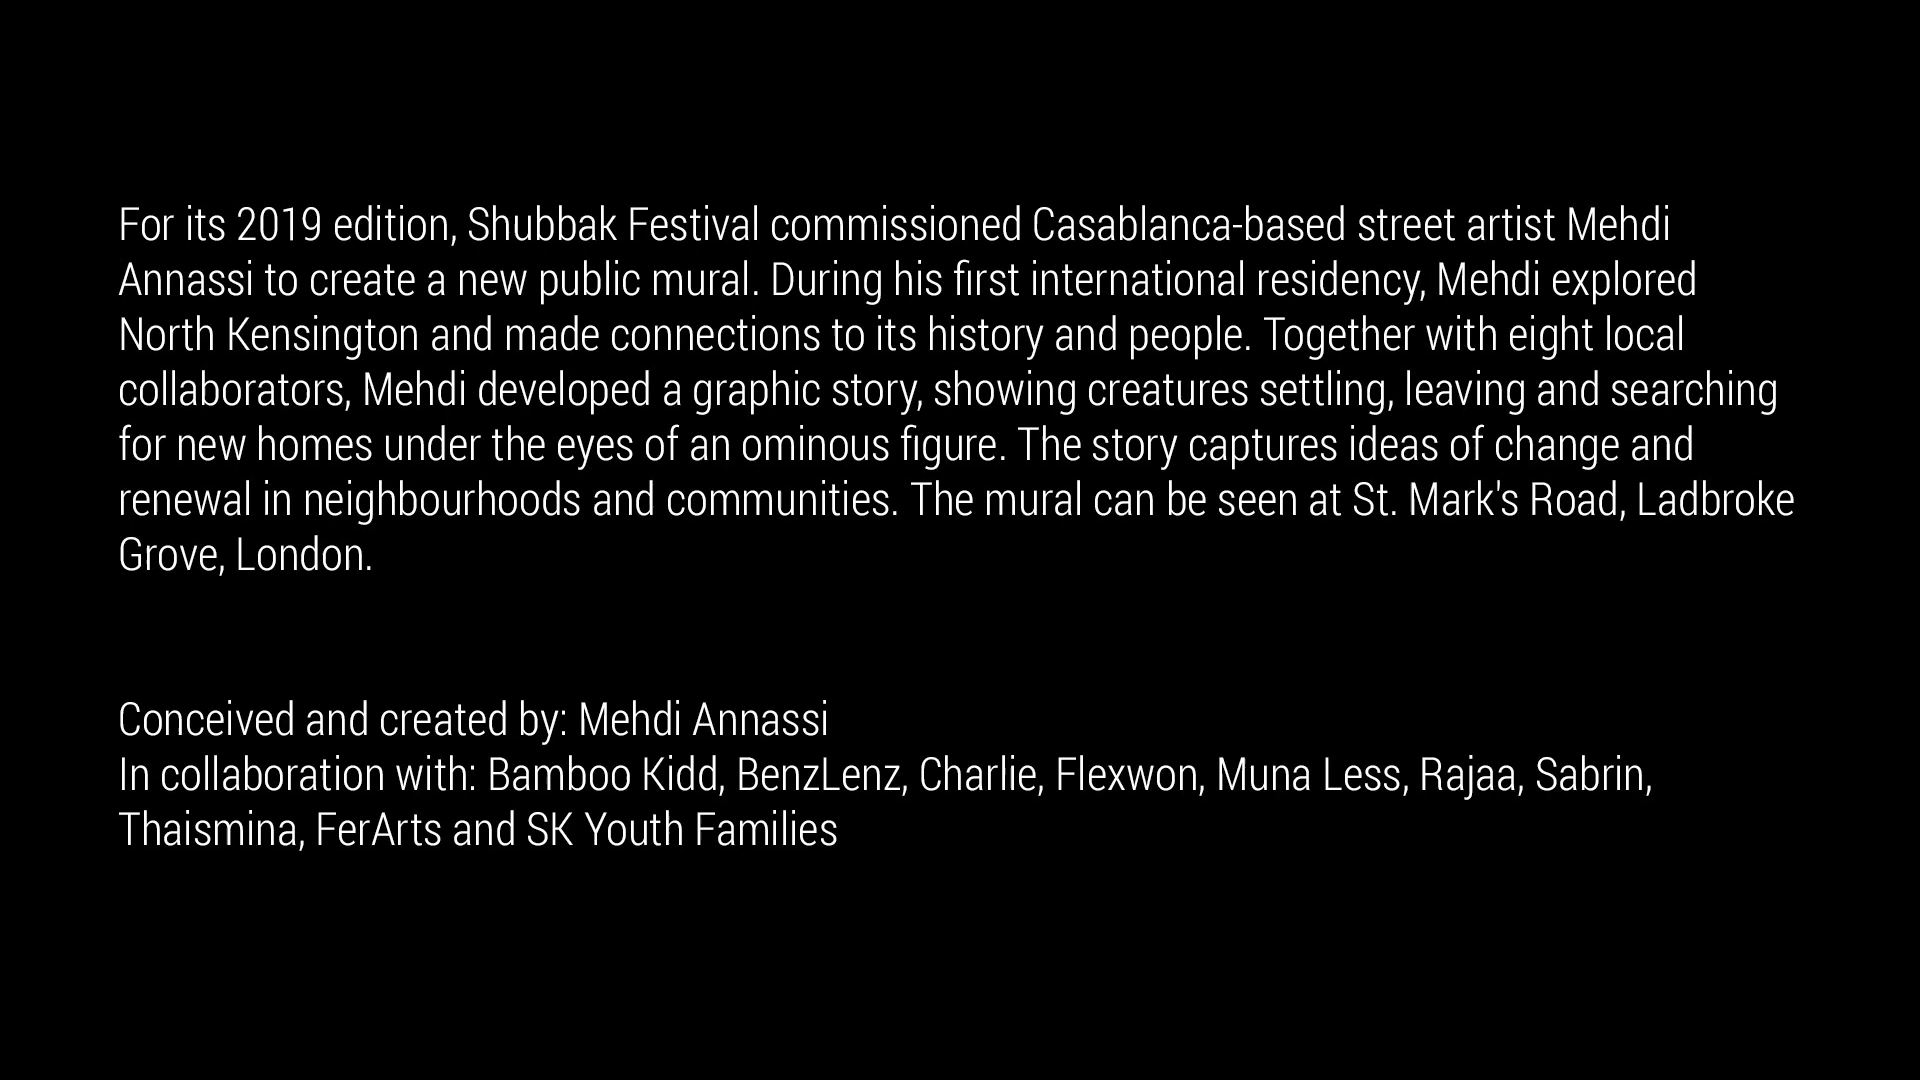 For its 2019 edition, Shubbak Festival commissioned Casablanca-based street artist Mehdi
Annassi to create a new public mural. During his first international residency, Mehdi explored
North Kensington and made connections to its history and people. Together with eight local
collaborators, Mehdi developed a graphic story, showing creatures settling, leaving and searching
for new homes under the eyes of an ominous figure. The story captures ideas of change and
renewal in neighbourhoods and communities. The mural can be seen at St. Mark's Road, Ladbroke
Grove, London.
Conceived and created by: Mehdi Annassi
In collaboration with: Bamboo Kidd, BenzLenz, Charlie, Flexwon, Muna Less, Rajaa, Sabrin,
Thaismina, FerArts and SK Youth Families